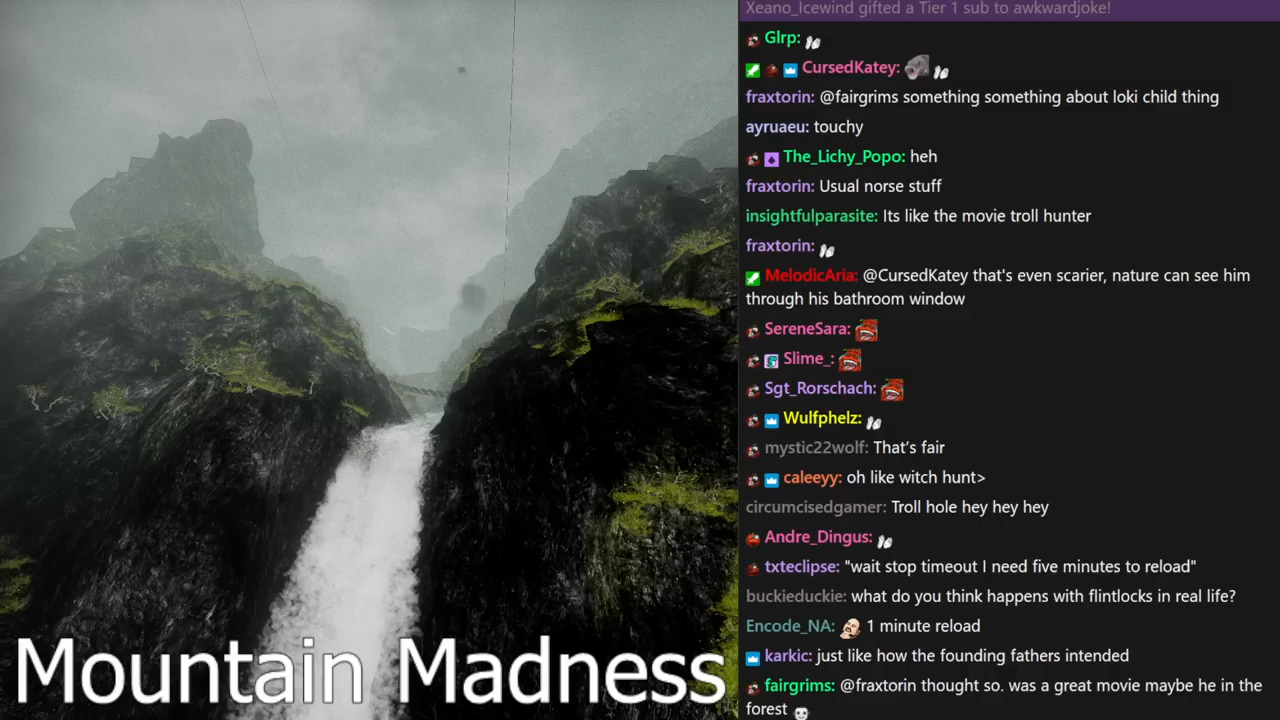 Xeano_Icewind gifted a Tier 1 sub to awkwardjoke!
Glrp:
CursedKatey:
fraxtorin: @fairgrims something something about loki child thing
ayruaeu: touchy
The_Lichy_Popo: heh
fraxtorin: Usual norse stuff
insightfulparasite: Its like the movie troll hunter
fraxtorin:
MelodicAria: @CursedKatey that's even scarier, nature can see him
through his bathroom window
SereneSara:
Slime_:
Sgt_Rorschach:
Wulfphelz:
mystic22wolf: That's fair
caleeyy: oh like witch hunt>
circumcisedgamer: Troll hole hey hey hey
Andre_Dingus:
txteclipse: "wait stop timeout I need five minutes to reload"
buckieduckie: what do you think happens with flintlocks in real life?
Encode_NA: 1 minute reload
karkic: just like how the founding fathers intended
fairgrims: @fraxtorin thought so. was a great movie maybe he in the
forest
Mountain Madness